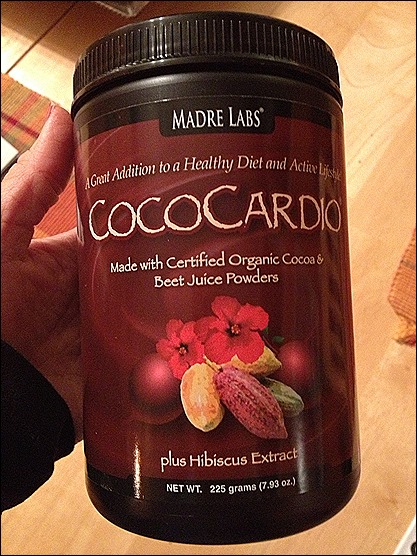 MADRE LABS®
A Great Addition to a Healthy Diet and Active Lifestyle
COCOCARDIO
Made with Certified Organic Cocoa &
Beet Juice Powders
plus Hibiscus Extract
NET WT. 225 grams (7.93 oz.)